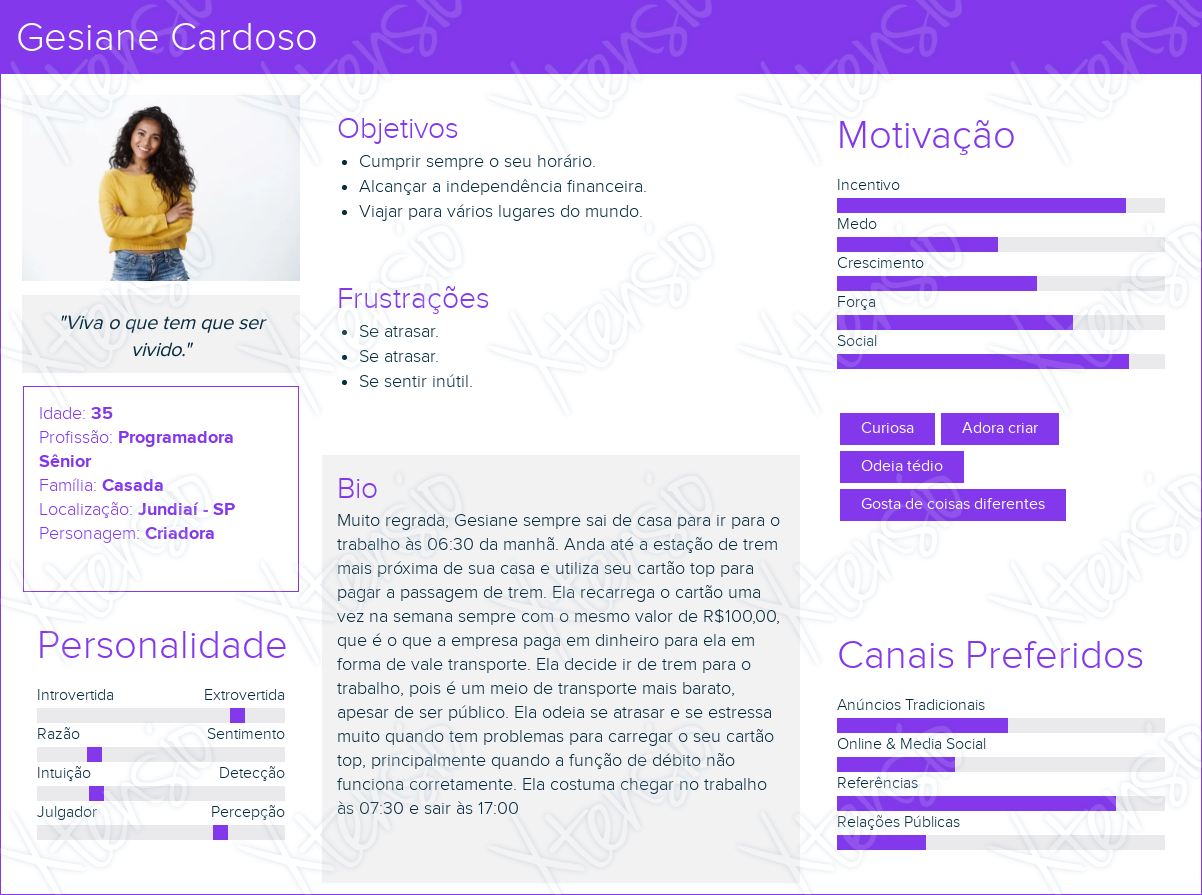 Gesiane Cardoso
"Viva o que tem que ser
vivido."
Idade: 35
Profissão: Programadora
Sênior
Família: Casada
Localização: Jundiaí - SP
Personagem: Criadora
Personalidade
Introvertida Extrovertida
Razão Sentimento
Intuição Detecção
Julgador Percepção
Objetivos
Cumprir sempre o seu horário.
Alcançar a independência financeira.
Viajar para vários lugares do mundo.
Frustrações
Se atrasar.
Se atrasar.
Se sentir inútil.
Bio
Muito regrada, Gesiane sempre sai de casa para ir para o
trabalho às 06:30 da manhã. Anda até a estação de trem
mais próxima de sua casa e utiliza seu cartão top para
pagar a passagem de trem. Ela recarrega o cartão uma
vez na semana sempre com o mesmo valor de R$100,00,
que é o que a empresa paga em dinheiro para ela em
forma de vale transporte. Ela decide ir de trem para o
trabalho, pois é um meio de transporte mais barato,
apesar de ser público. Ela odeia se atrasar e se estressa
muito quando tem problemas para carregar o seu cartão
top, principalmente quando a função de débito não
funciona corretamente. Ela costuma chegar no trabalho
às 07:30 e sair às 17:00
Motivação
Incentivo
Medo
Crescimento
Força
Social
Curiosa Adora criar
Odeia tédio
Gosta de coisas diferentes
Canais Preferidos
Anúncios Tradicionais
Online & Media Social
Referências
Relações Públicas
Xtensio